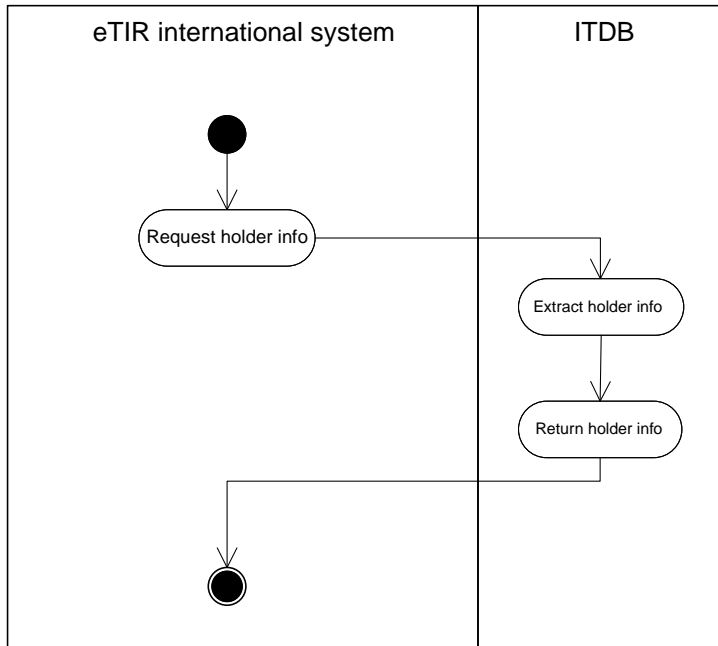 eTIR international system
ITDB
Request holder info
Extract holder info
Return holder info